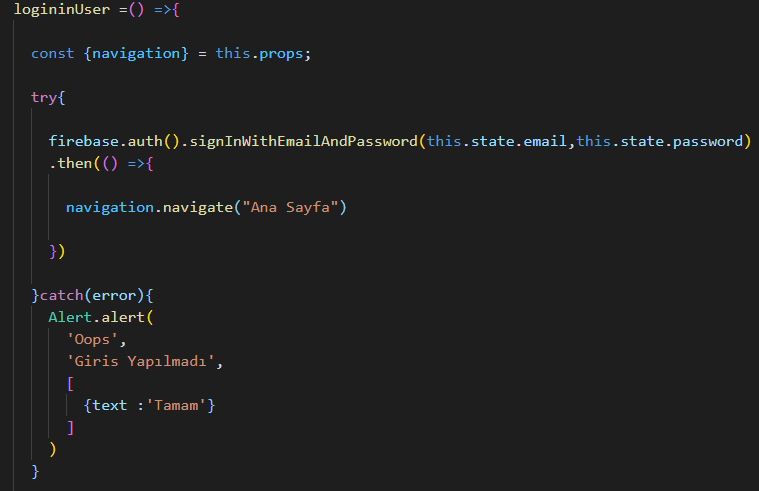 logininUser =() =>{
const {navigation} = this.props;
try{
firebase.auth().signInWithEmailAndPassword(this.state.email,this.state.password)
.then(() =>{
navigation.navigate("Ana Sayfa")
})
}catch(error){
Alert.alert(
'Oops',
'Giris Yapılmadı',
[
{text :'Tamam'}
]
)
}